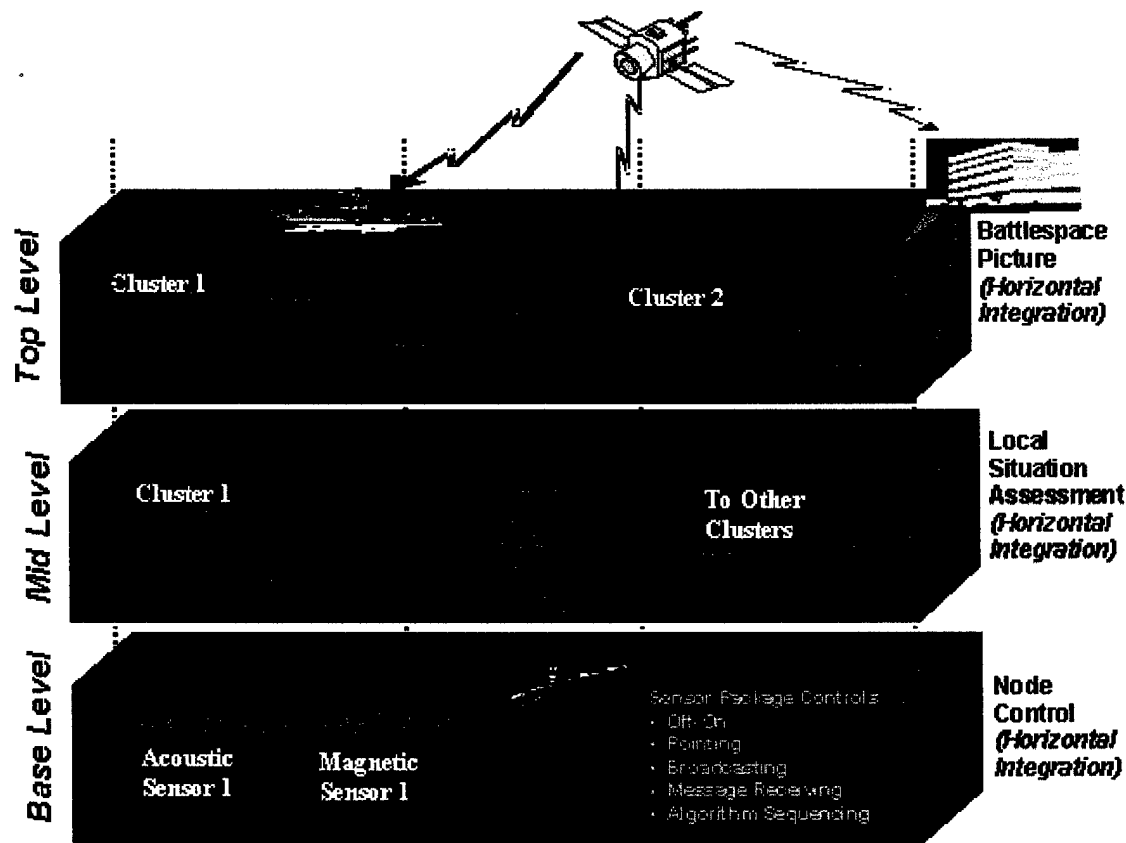 Top Level
Cluster 1
Cluster 2
Battlespace
Picture
(Horizontal
Integration)
Mid Level
Cluster 1
To Other
Clusters
Local
Situation
Assessment
(Horizontal
Integration)
Base Level
Acoustic
Sensor 1
Magnetic
Sensor 1
Sensor Package Controls
• Off-On
• Pointing
• Broadcasting
• Message Receiving
• Algorithm Sequencing
Node
Control
(Horizontal
Integration)